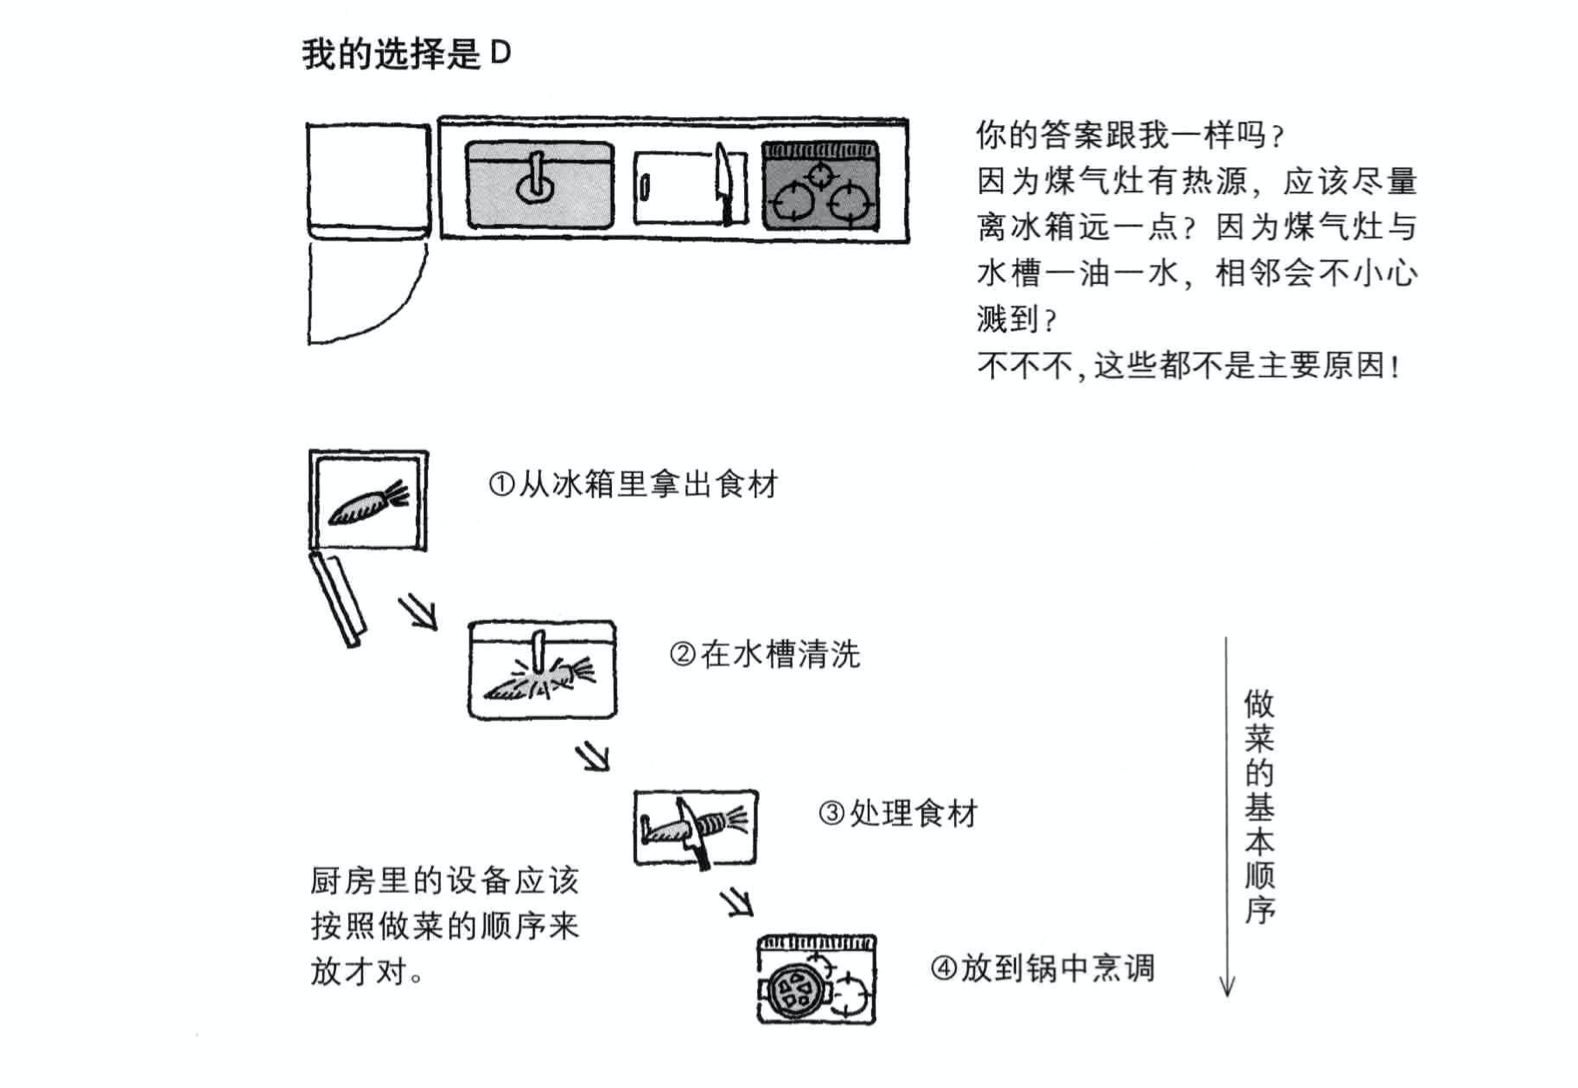 我的选择是 D
你的答案跟我一样吗？
因为煤气灶有热源，应该尽量
离冰箱远一点？因为煤气灶与
水槽一油一水，相邻会不小心
溅到？
不不不，这些都不是主要原因！
①从冰箱里拿出食材
②在水槽清洗
③处理食材
④放到锅中烹调
做菜的基本顺序
厨房里的设备应该
按照做菜的顺序来
放才对。